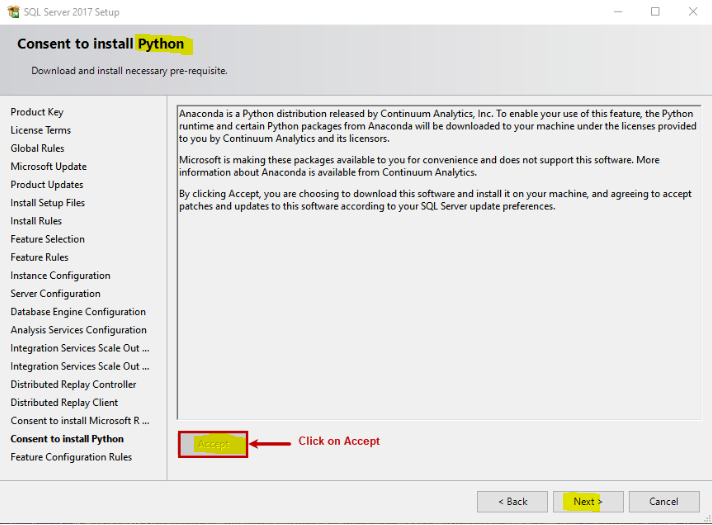 SQL Server 2017 Setup
Consent to install Python
Download and install necessary pre-requisite.
Product Key
License Terms
Global Rules
Microsoft Update
Product Updates
Install Setup Files
Install Rules
Feature Selection
Feature Rules
Instance Configuration
Server Configuration
Database Engine Configuration
Analysis Services Configuration
Integration Services Scale Out ...
Integration Services Scale Out ...
Distributed Replay Controller
Distributed Replay Client
Consent to install Microsoft R ...
Consent to install Python
Feature Configuration Rules
Anaconda is a Python distribution released by Continuum Analytics, Inc. To enable your use of this feature, the Python
runtime and certain Python packages from Anaconda will be downloaded to your machine under the licenses provided
to you by Continuum Analytics and its licensors.
Microsoft is making these packages available to you for convenience and does not support this software. More
information about Anaconda is available from Continuum Analytics.
By clicking Accept, you are choosing to download this software and install it on your machine, and agreeing to accept
patches and updates to this software according to your SQL Server update preferences.
Accept
Click on Accept
< Back
Next >
Cancel